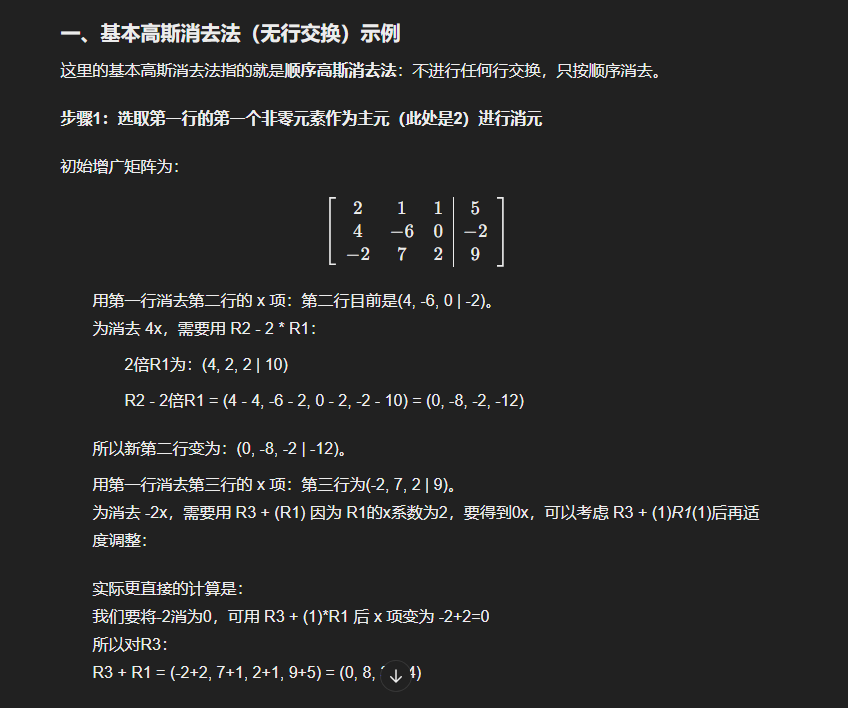 一、基本高斯消去法（无行交换）示例
这里的基本高斯消去法指的就是顺序高斯消去法：不进行任何行交换，只按顺序消去。
步骤1：选取第一行的第一个非零元素作为主元（此处是2）进行消元
初始增广矩阵为：
2 1 1 | 5
4 −6 0 | −2
−2 7 2 | 9
用第一行消去第二行的 x 项：第二行目前是(4, -6, 0 | -2)。
为消去 4x，需要用 R2 - 2 * R1：
2倍R1为：(4, 2, 2 | 10)
R2 - 2倍R1 = (4 - 4, -6 - 2, 0 - 2, -2 - 10) = (0, -8, -2, -12)
所以新第二行变为：(0, -8, -2 | -12)。
用第一行消去第三行的 x 项：第三行为(-2, 7, 2 | 9)。
为消去 -2x，需要用 R3 + (R1) 因为 R1的x系数为2，要得到0x，可以考虑 R3 + (1)R1(1)后再适
度调整：
实际更直接的计算是：
我们要将-2消为0，可用 R3 + (1)*R1 后 x 项变为 -2+2=0
所以对R3：
R3 + R1 = (-2+2, 7+1, 2+1, 9+5) = (0, 8, 4)